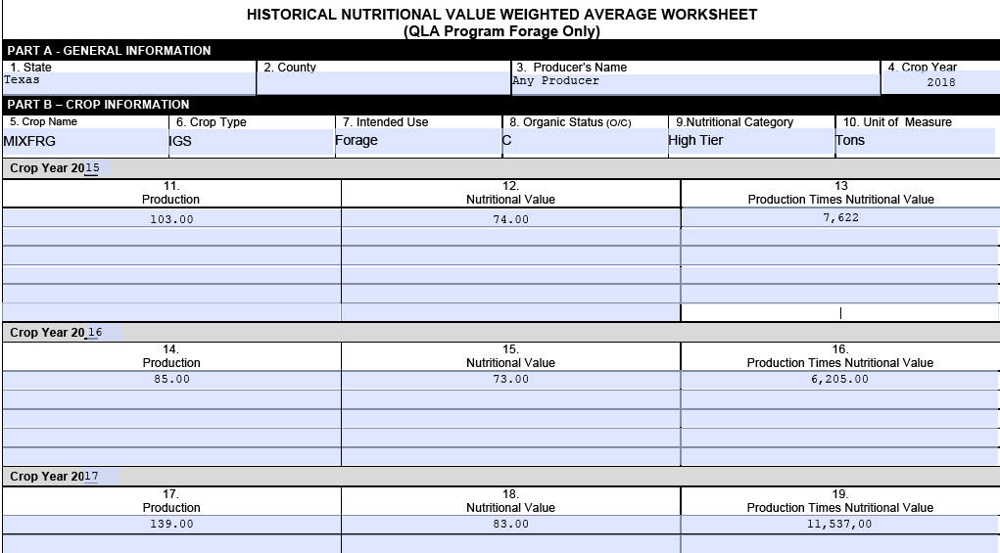 HISTORICAL NUTRITIONAL VALUE WEIGHTED AVERAGE WORKSHEET
(QLA Program Forage Only)
PART A - GENERAL INFORMATION
1. State 2. County 3. Producer's Name 4. Crop Year
Texas Any Producer 2018
PART B – CROP INFORMATION
5. Crop Name 6. Crop Type 7. Intended Use 8. Organic Status (O/C) 9.Nutritional Category 10. Unit of Measure
MIXFRG IGS Forage C High Tier Tons
Crop Year 2015
11. 12. 13
Production Nutritional Value Production Times Nutritional Value
103.00 74.00 7,622
Crop Year 20 16
14. 15. 16.
Production Nutritional Value Production Times Nutritional Value
85.00 73.00 6,205.00
Crop Year 2017
17. 18. 19.
Production Nutritional Value Production Times Nutritional Value
139.00 83.00 11,537,00